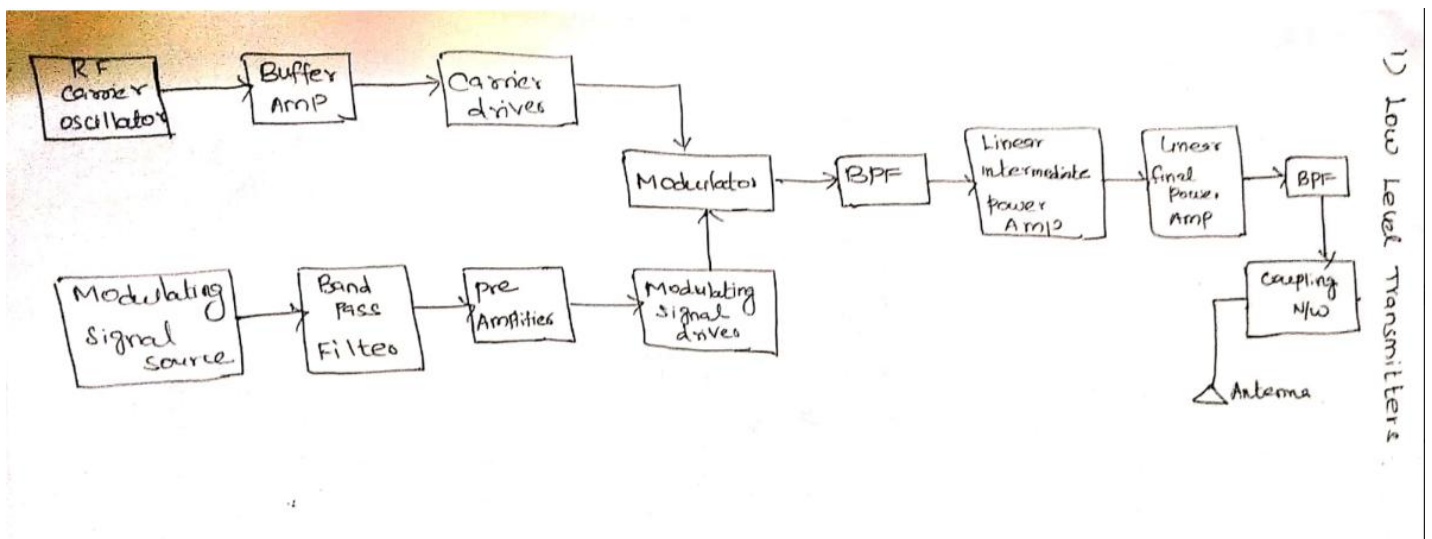 1) Low Level Transmitters
RF
Carrier
oscillator
Buffer
AMP
Carrier
driver
Modulator
BPF
Linear
intermediate
power
Amp
Linear
final
Power
Amp
BPF
Coupling
N/W
Antenna
Modulating
Signal
source
Band
Pass
Filter
Pre
Amplifier
Modulating
signal
driver